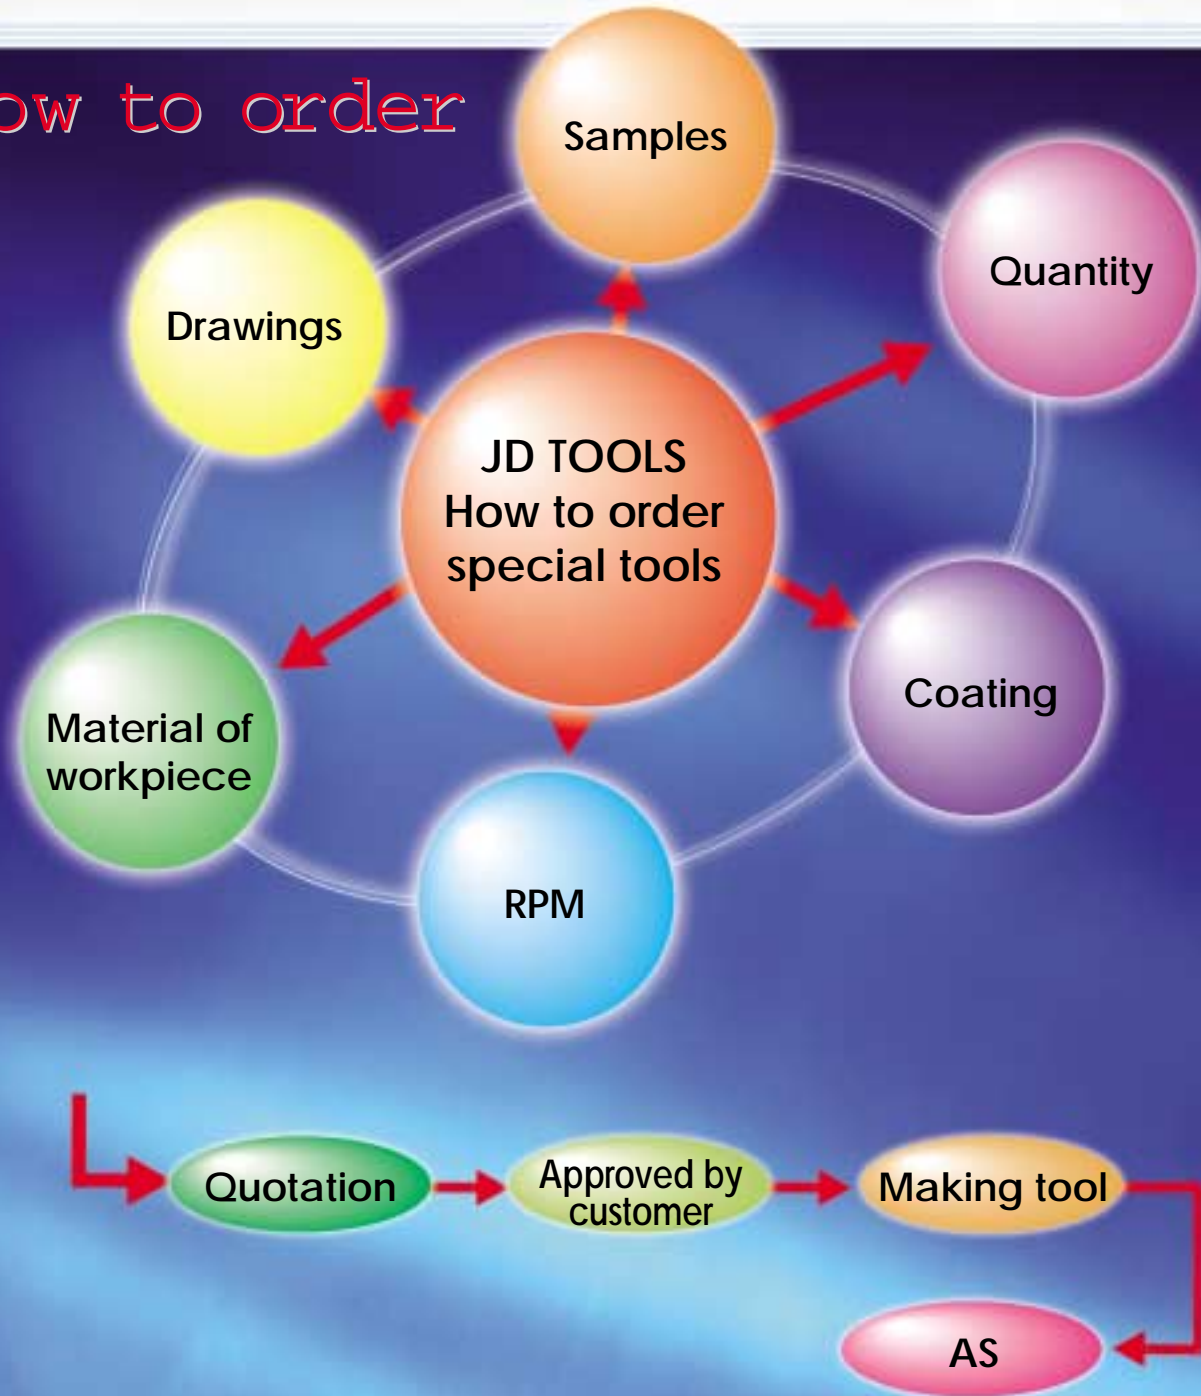 ow to order
Samples
Quantity
Drawings
JD TOOLS
How to order
special tools
Coating
Material of
workpiece
RPM
Quotation
Approved by
customer
Making tool
AS